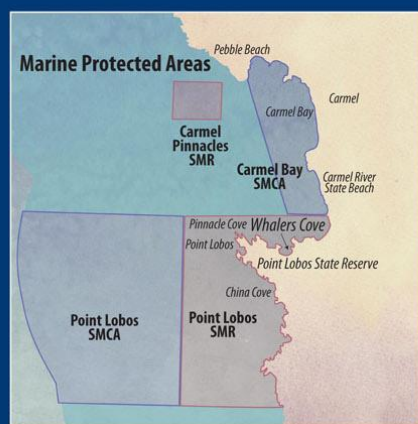 Pebble Beach
Marine Protected Areas
Carmel
Pinnacles
SMR
Carmel Bay
Carmel
Carmel Bay
SMCA
Carmel River
State Beach
Pinnacle Cove
Whalers Cove
Point Lobos
Point Lobos State Reserve
China Cove
Point Lobos
SMCA
Point Lobos
SMR